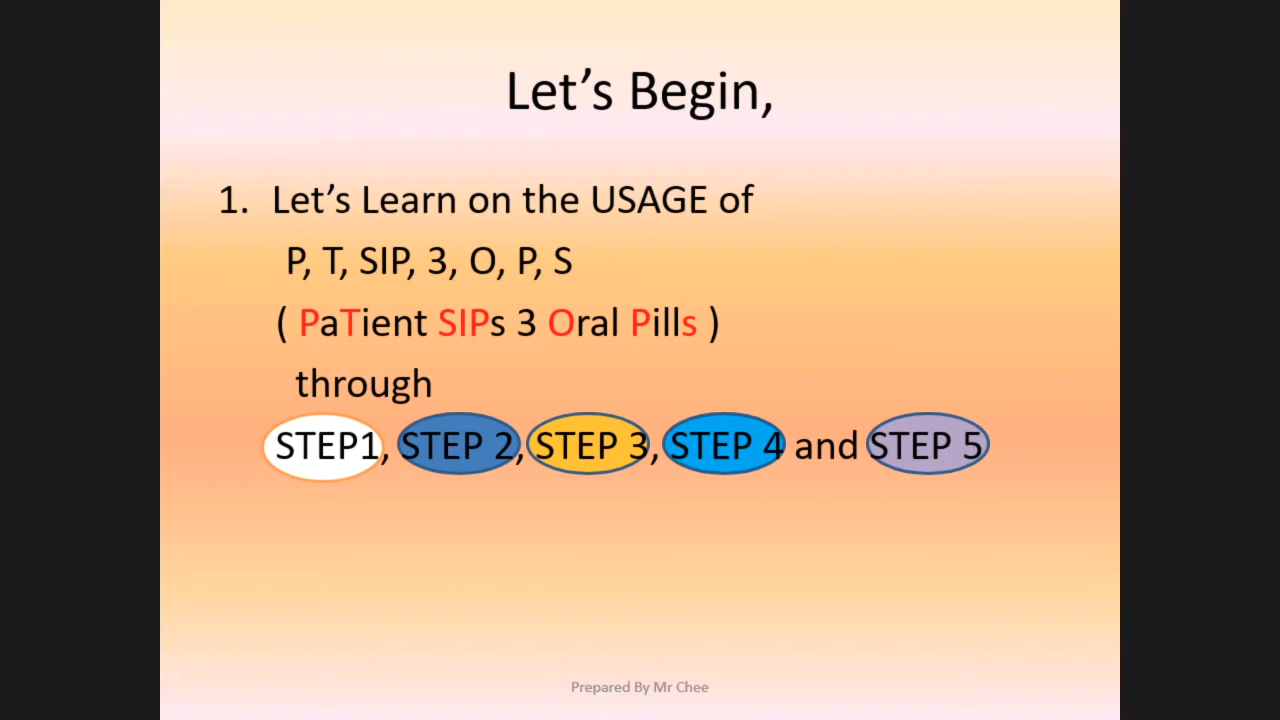 Let's Begin,
1. Let's Learn on the USAGE of
P, T, SIP, 3, O, P, S
( PaTient SIPs 3 Oral Pills )
through
STEP1, STEP 2, STEP 3, STEP 4 and STEP 5
Prepared By Mr Chee